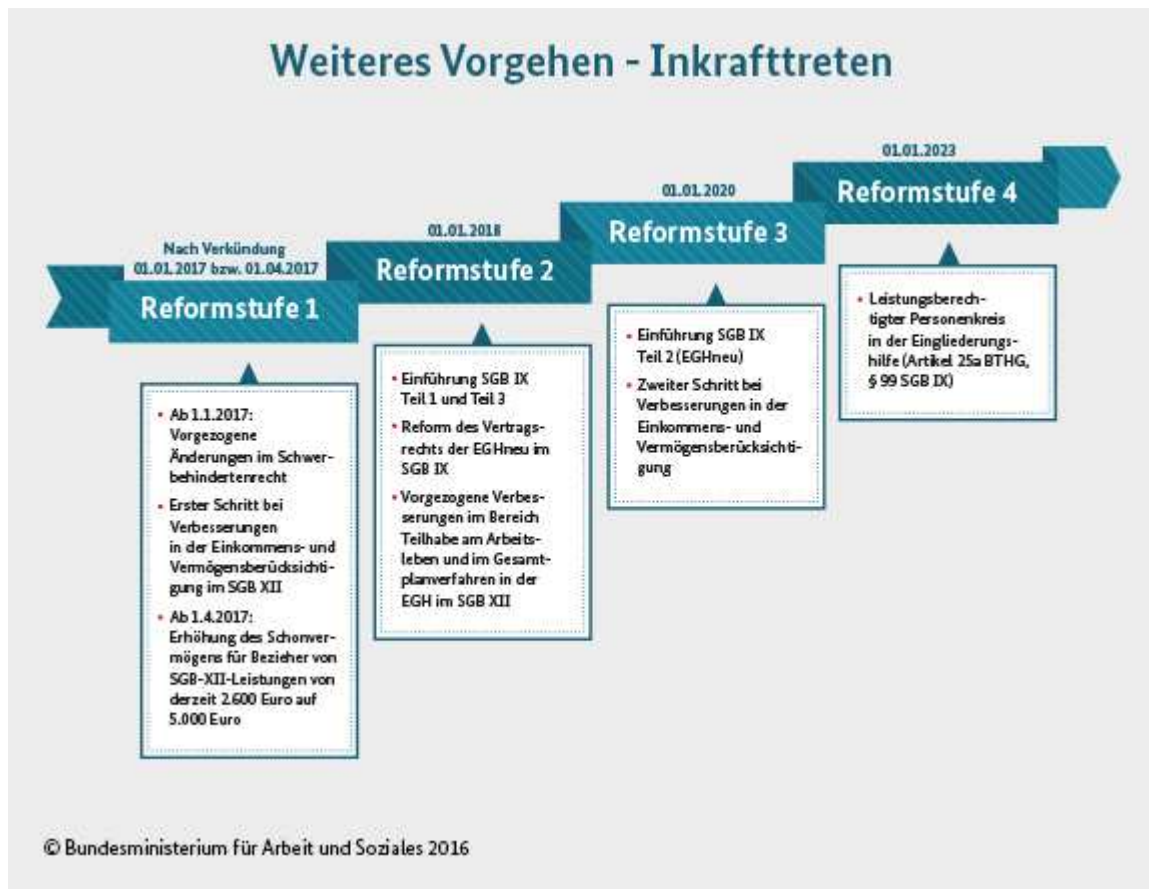 Weiteres Vorgehen - Inkrafttreten
Nach Verkündung
01.01.2017 bzw. 01.04.2017
Reformstufe 1
• Ab 1.1.2017:
Vorgezogene
Änderungen im Schwer-
behindertenrecht
• Erster Schritt bei
Verbesserungen
in der Einkommens- und
Vermögensberücksichti-
gung im SGB XII
• Ab 1.4.2017:
Erhöhung des Schonver-
mögens für Bezieher von
SGB-XII-Leistungen von
derzeit 2.600 Euro auf
5.000 Euro
01.01.2018
Reformstufe 2
• Einführung SGB IX
Teil 1 und Teil 3
• Reform des Vertrags-
rechts der EGHneu im
SGB IX
• Vorgezogene Verbes-
serungen im Bereich
Teilhabe am Arbeits-
leben und im Gesamt-
planverfahren in der
EGH im SGB XII
01.01.2020
Reformstufe 3
• Einführung SGB IX
Teil 2 (EGHneu)
• Zweiter Schritt bei
Verbesserungen in der
Einkommens- und
Vermögensberücksichti-
gung
01.01.2023
Reformstufe 4
• Leistungsberech-
tigter Personenkreis
in der Eingliederungs-
hilfe (Artikel 25a BTHG,
§ 99 SGB IX)
© Bundesministerium für Arbeit und Soziales 2016